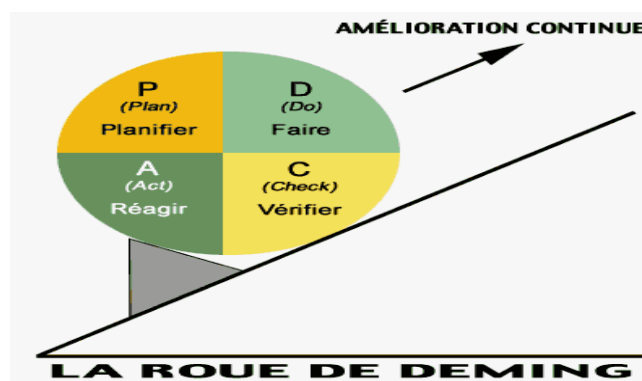 AMÉLIORATION CONTINUE
P
(Plan)
Planifier
D
(Do)
Faire
A
(Act)
Réagir
C
(Check)
Vérifier
LA ROUE DE DEMING